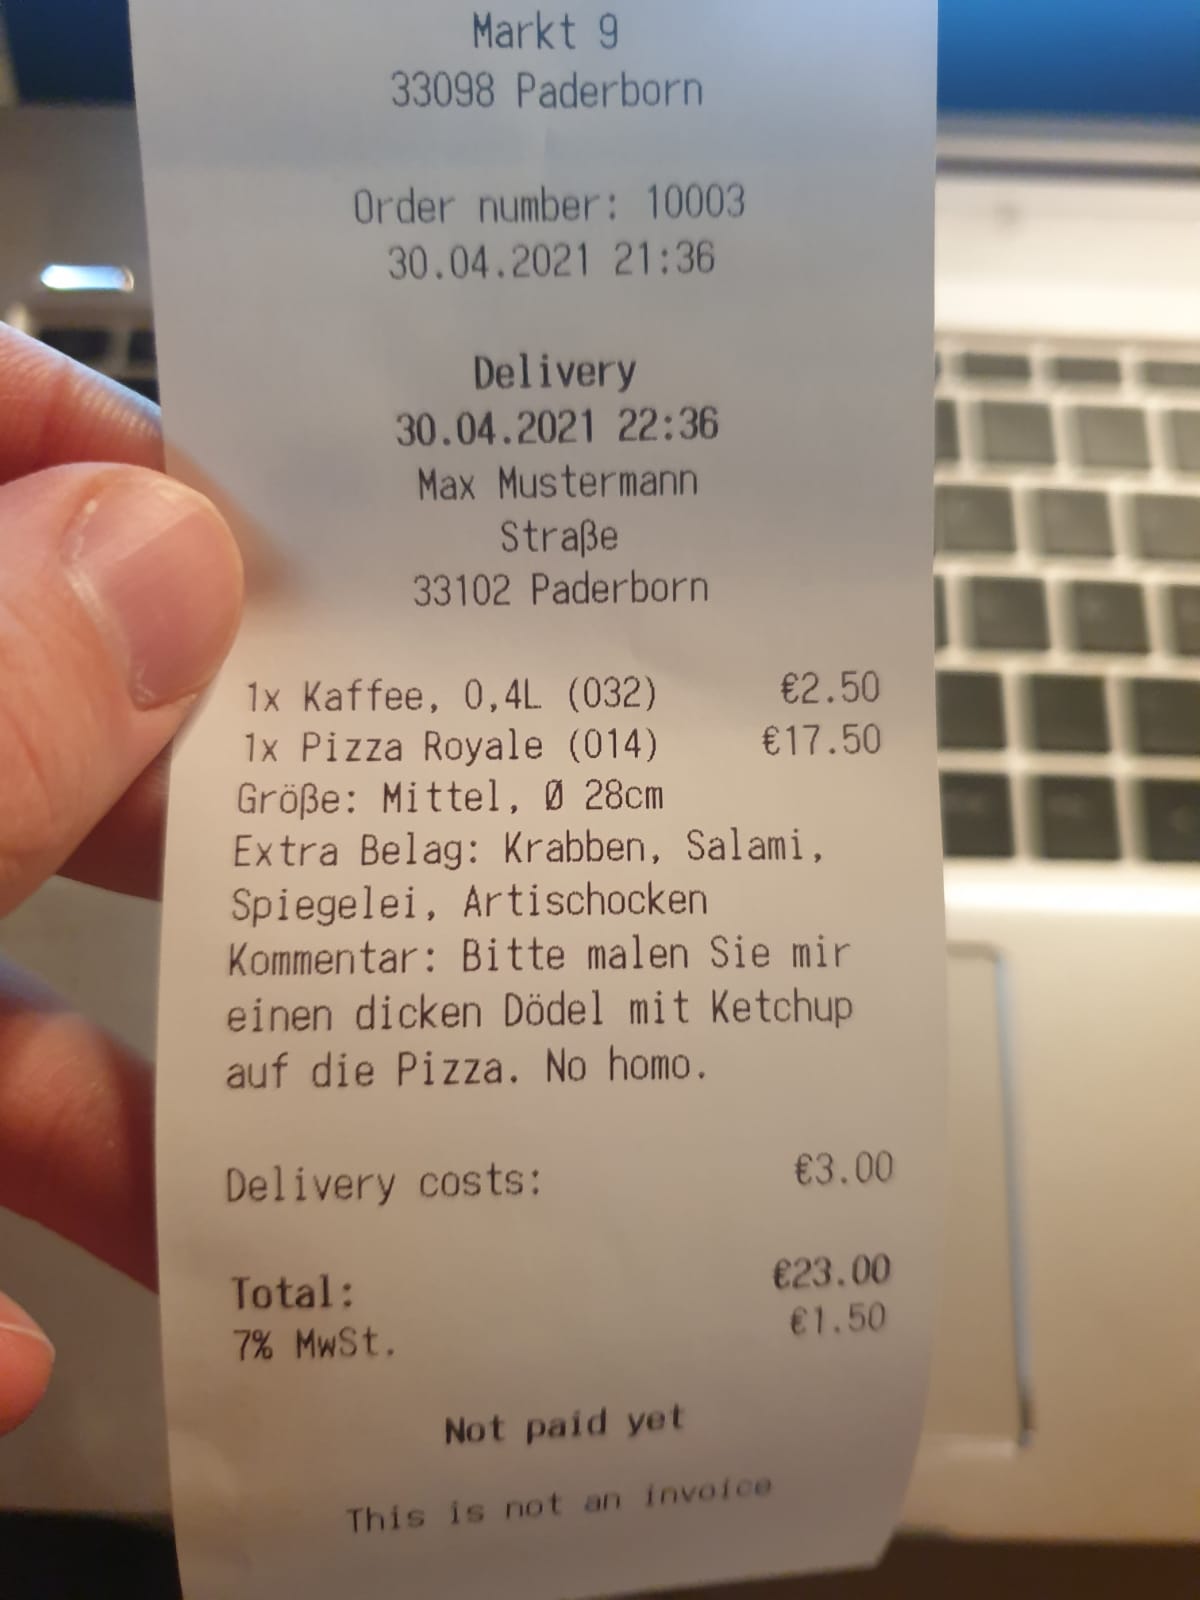 Markt 9
33098 Paderborn
Order number: 10003
30.04.2021 21:36
Delivery
30.04.2021 22:36
Max Mustermann
Straße
33102 Paderborn
1x Kaffee, 0,4L (032) €2.50
1x Pizza Royale (014) €17.50
Größe: Mittel, Ø 28cm
Extra Belag: Krabben, Salami,
Spiegelei, Artischocken
Kommentar: Bitte malen Sie mir
einen dicken Dödel mit Ketchup
auf die Pizza. No homo.
Delivery costs: €3.00
Total: €23.00
7% MwSt. €1.50
Not paid yet
This is not an invoice